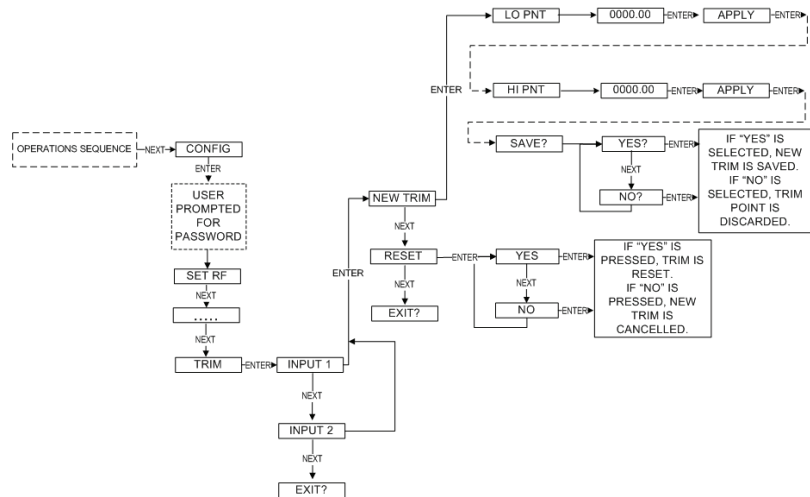 LO PNT
0000.00
ENTER
APPLY
ENTER
ENTER
HI PNT
0000.00
ENTER
APPLY
ENTER
OPERATIONS SEQUENCE
NEXT
CONFIG
ENTER
USER
PROMPTED
FOR
PASSWORD
SET RF
NEXT
.....
NEXT
TRIM
ENTER
INPUT 1
NEXT
INPUT 2
NEXT
EXIT?
ENTER
NEW TRIM
NEXT
RESET
NEXT
EXIT?
ENTER
YES
ENTER
NEXT
NO
ENTER
IF “YES” IS
PRESSED, TRIM IS
RESET.
IF “NO” IS
PRESSED, NEW
TRIM IS
CANCELLED.
SAVE?
YES?
ENTER
NEXT
NO?
ENTER
IF “YES” IS
SELECTED, NEW
TRIM IS SAVED.
IF “NO” IS
SELECTED, TRIM
POINT IS
DISCARDED.